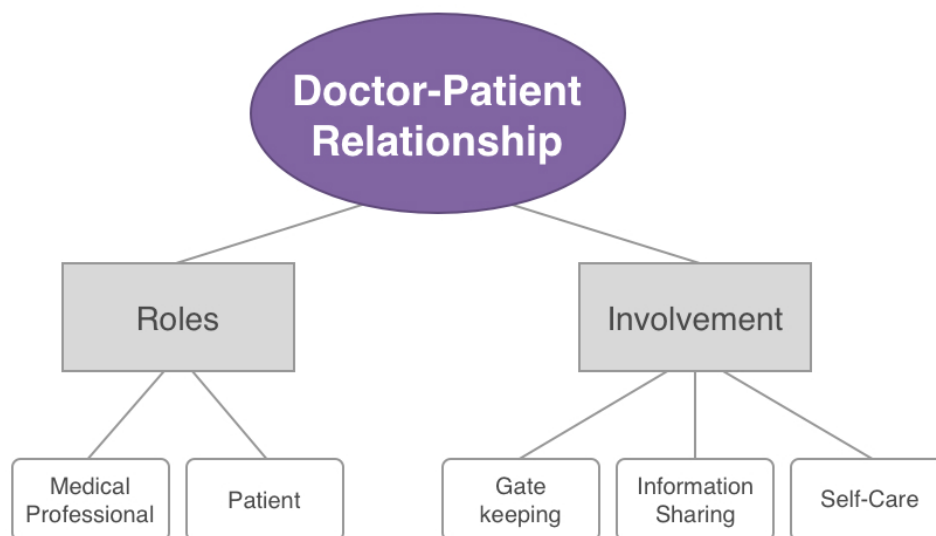 Doctor-Patient
Relationship
Roles
Involvement
Medical
Professional
Patient
Gate
keeping
Information
Sharing
Self-Care